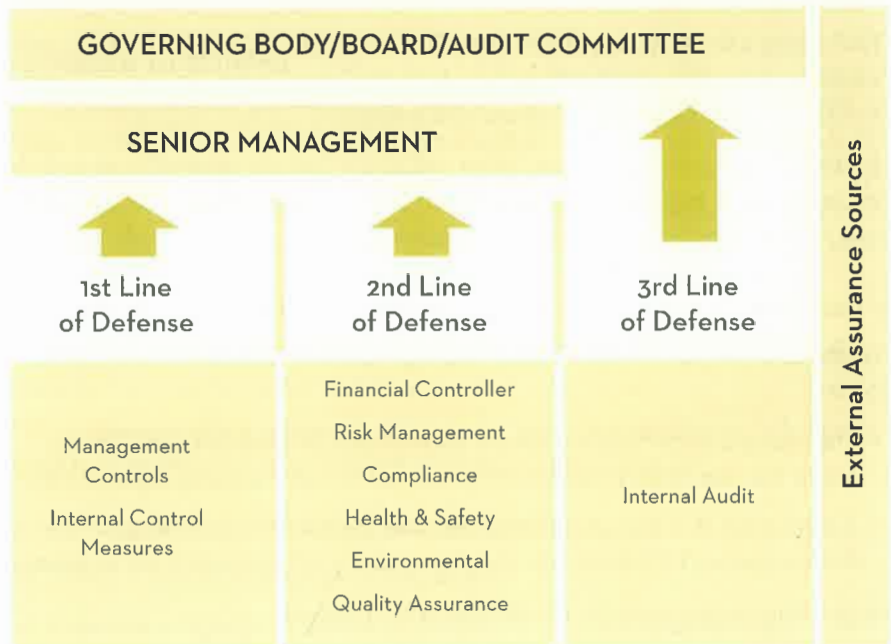 GOVERNING BODY/BOARD/AUDIT COMMITTEE
SENIOR MANAGEMENT
1st Line
of Defense
2nd Line
of Defense
3rd Line
of Defense
Management
Controls
Internal Control
Measures
Financial Controller
Risk Management
Compliance
Health & Safety
Environmental
Quality Assurance
Internal Audit
External Assurance Sources